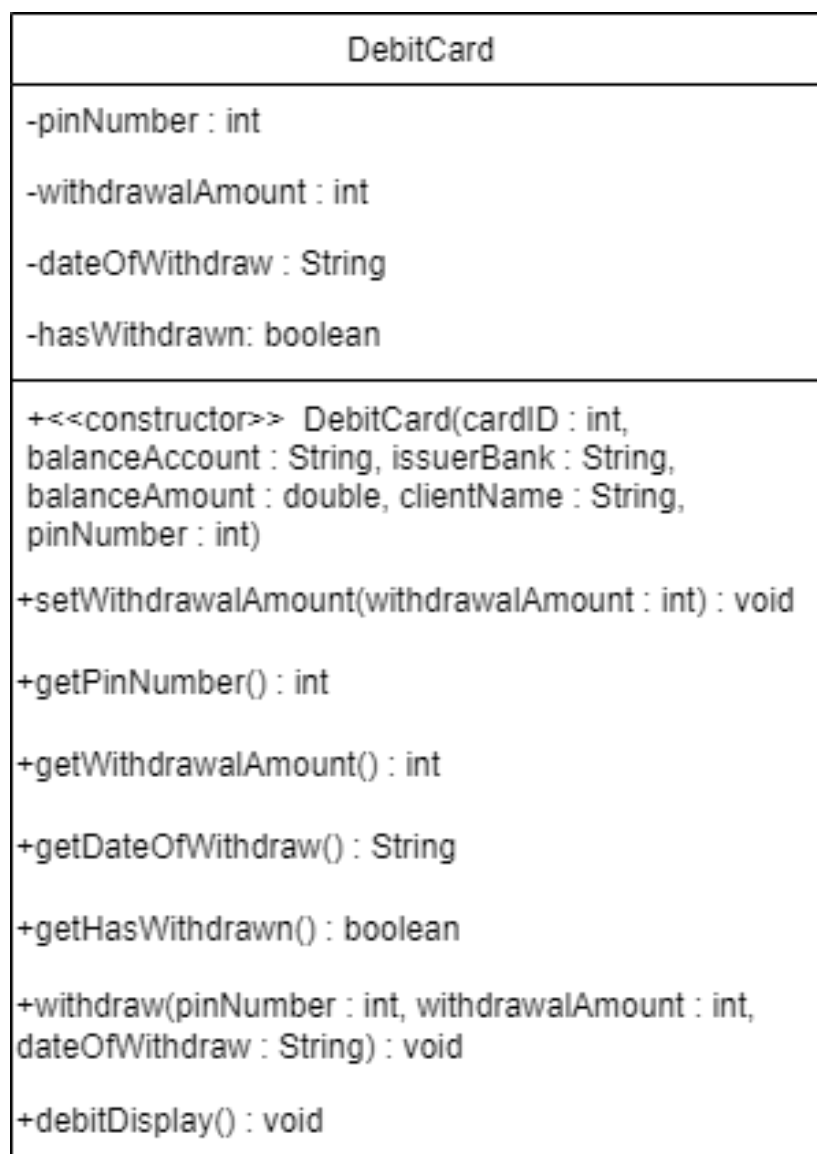 DebitCard
-pinNumber : int
-withdrawalAmount : int
-dateOfWithdraw : String
-hasWithdrawn: boolean
+<<constructor>> DebitCard(cardID : int,
balanceAccount : String, issuerBank : String,
balanceAmount : double, clientName : String,
pinNumber : int)
+setWithdrawalAmount(withdrawalAmount : int) : void
+getPinNumber() : int
+getWithdrawalAmount() : int
+getDateOfWithdraw() : String
+getHasWithdrawn() : boolean
+withdraw(pinNumber : int, withdrawalAmount : int,
dateOfWithdraw : String) : void
+debitDisplay() : void